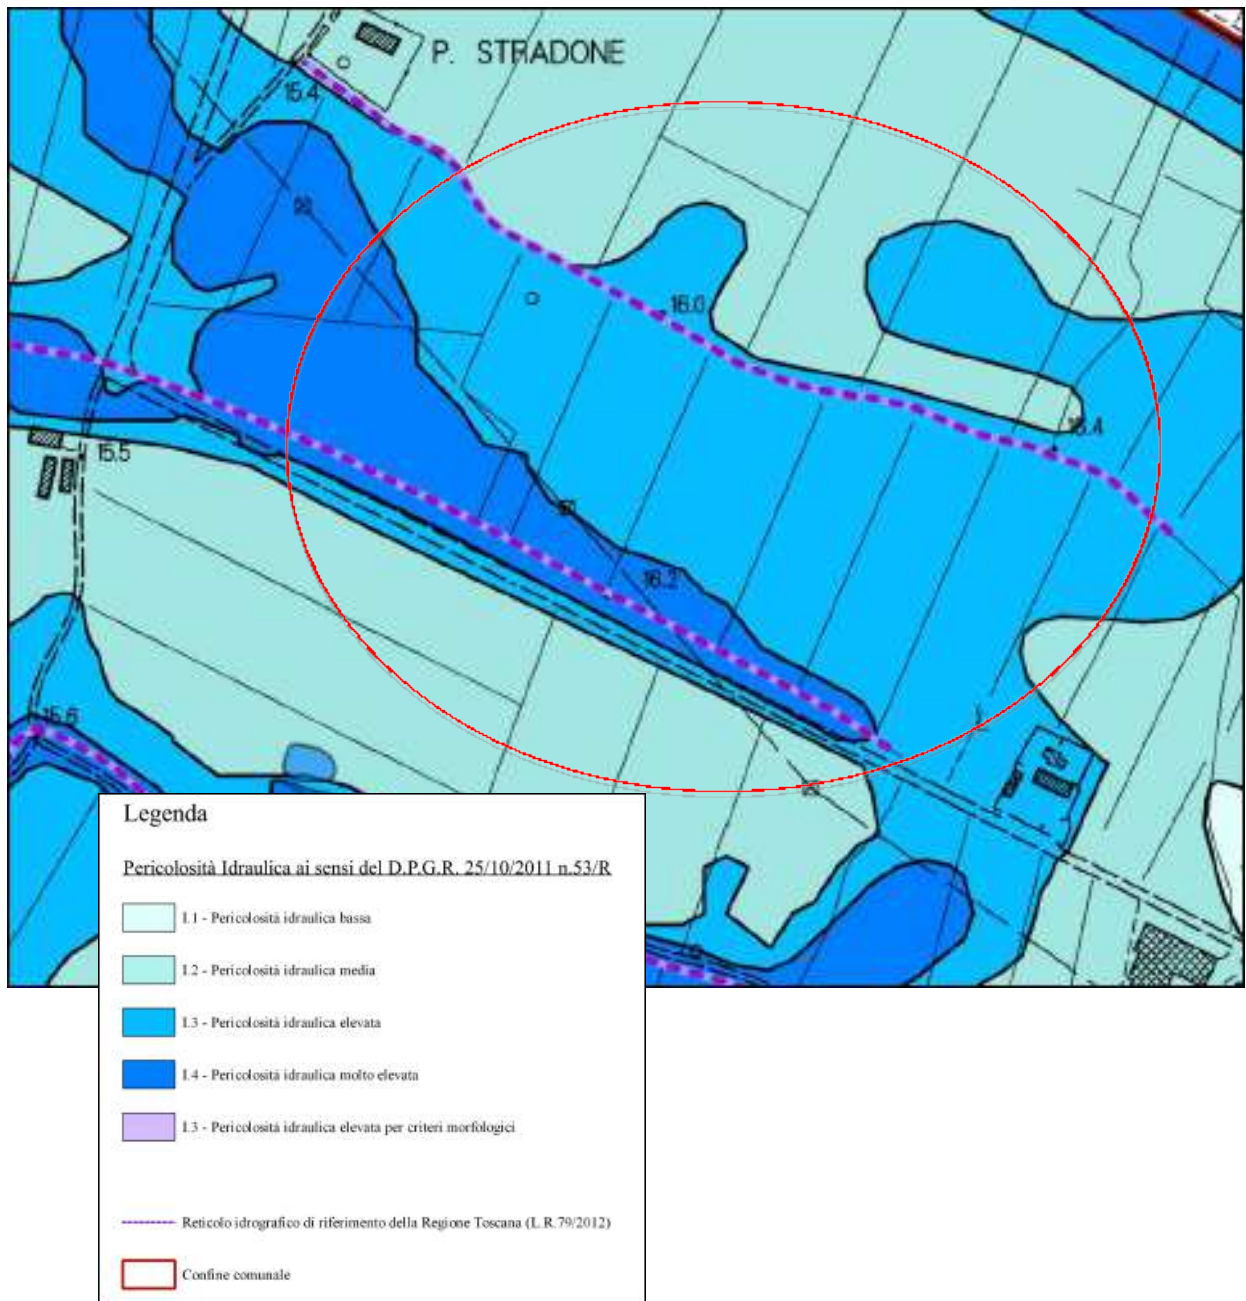 P. STRADONE
15.4
16.0
16.4
15.5
16.2
15.6
Legenda
Pericolosità Idraulica ai sensi del D.P.G.R. 25/10/2011 n.53/R
I.1 - Pericolosità idraulica bassa
I.2 - Pericolosità idraulica media
I.3 - Pericolosità idraulica elevata
I.4 - Pericolosità idraulica molto elevata
I.3 - Pericolosità idraulica elevata per criteri morfologici
Reticolo idrografico di riferimento della Regione Toscana (L.R.79/2012)
Confine comunale